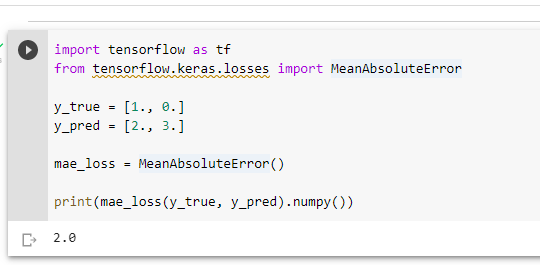 import tensorflow as tf
from tensorflow.keras.losses import MeanAbsoluteError
y_true = [1., 0.]
y_pred = [2., 3.]
mae_loss = MeanAbsoluteError()
print(mae_loss(y_true, y_pred).numpy())
2.0